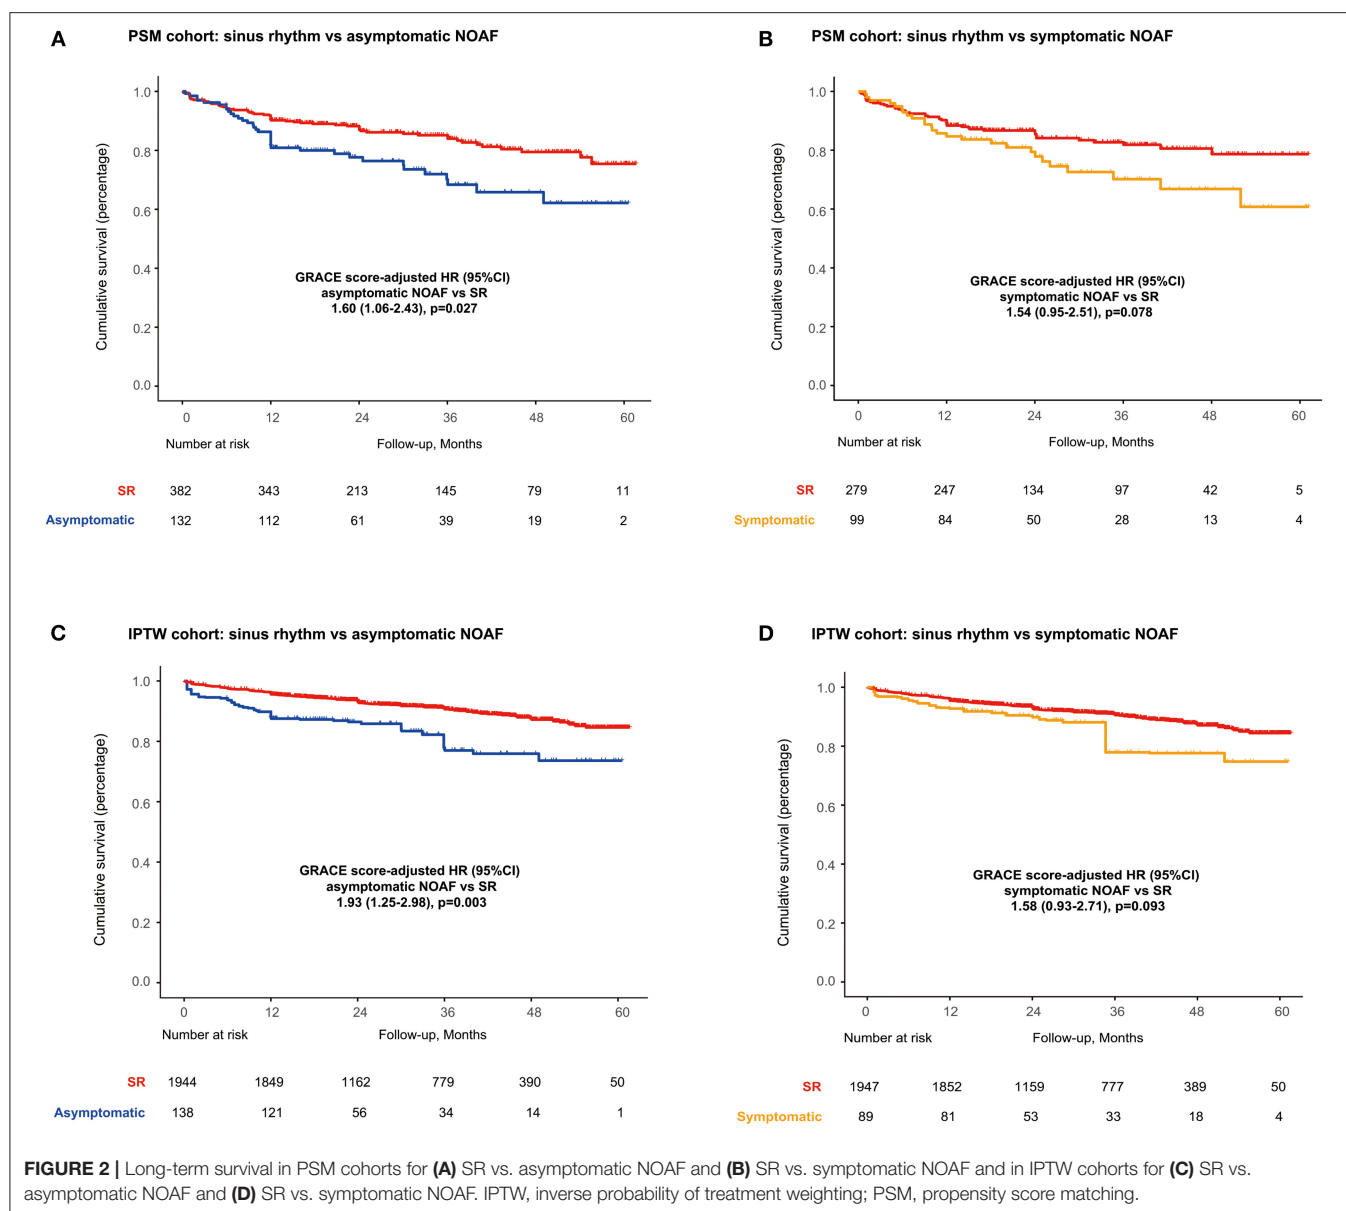 A PSM cohort: sinus rhythm vs asymptomatic NOAF
Cumulative survival (percentage)
1.0
0.8
0.6
0.4
0.2
0.0
GRACE score-adjusted HR (95%CI)
asymptomatic NOAF vs SR
1.60 (1.06-2.43), p=0.027
0 12 24 36 48 60
Number at risk Follow-up, Months
SR 382 343 213 145 79 11
Asymptomatic 132 112 61 39 19 2
B PSM cohort: sinus rhythm vs symptomatic NOAF
Cumulative survival (percentage)
1.0
0.8
0.6
0.4
0.2
0.0
GRACE score-adjusted HR (95%CI)
symptomatic NOAF vs SR
1.54 (0.95-2.51), p=0.078
0 12 24 36 48 60
Number at risk Follow-up, Months
SR 279 247 134 97 42 5
Symptomatic 99 84 50 28 13 4
C IPTW cohort: sinus rhythm vs asymptomatic NOAF
Cumulative survival (percentage)
1.0
0.8
0.6
0.4
0.2
0.0
GRACE score-adjusted HR (95%CI)
asymptomatic NOAF vs SR
1.93 (1.25-2.98), p=0.003
0 12 24 36 48 60
Number at risk Follow-up, Months
SR 1944 1849 1162 779 390 50
Asymptomatic 138 121 56 34 14 1
D IPTW cohort: sinus rhythm vs symptomatic NOAF
Cumulative survival (percentage)
1.0
0.8
0.6
0.4
0.2
0.0
GRACE score-adjusted HR (95%CI)
symptomatic NOAF vs SR
1.58 (0.93-2.71), p=0.093
0 12 24 36 48 60
Number at risk Follow-up, Months
SR 1947 1852 1159 777 389 50
Symptomatic 89 81 53 33 18 4
FIGURE 2 | Long-term survival in PSM cohorts for (A) SR vs. asymptomatic NOAF and (B) SR vs. symptomatic NOAF and in IPTW cohorts for (C) SR vs.
asymptomatic NOAF and (D) SR vs. symptomatic NOAF. IPTW, inverse probability of treatment weighting; PSM, propensity score matching.